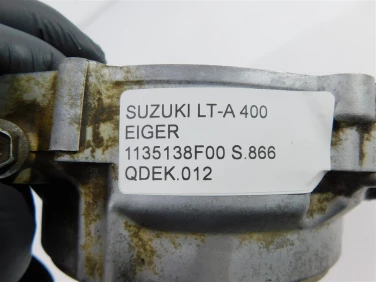 SUZUKI LT-A 400
EIGER
1135138F00 S.866
QDEK.012